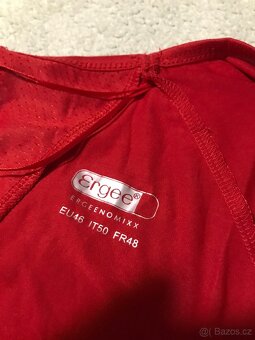 Ergee®
ERGEENOMIXX
EU46 IT50 FR48
© Bazos.cz